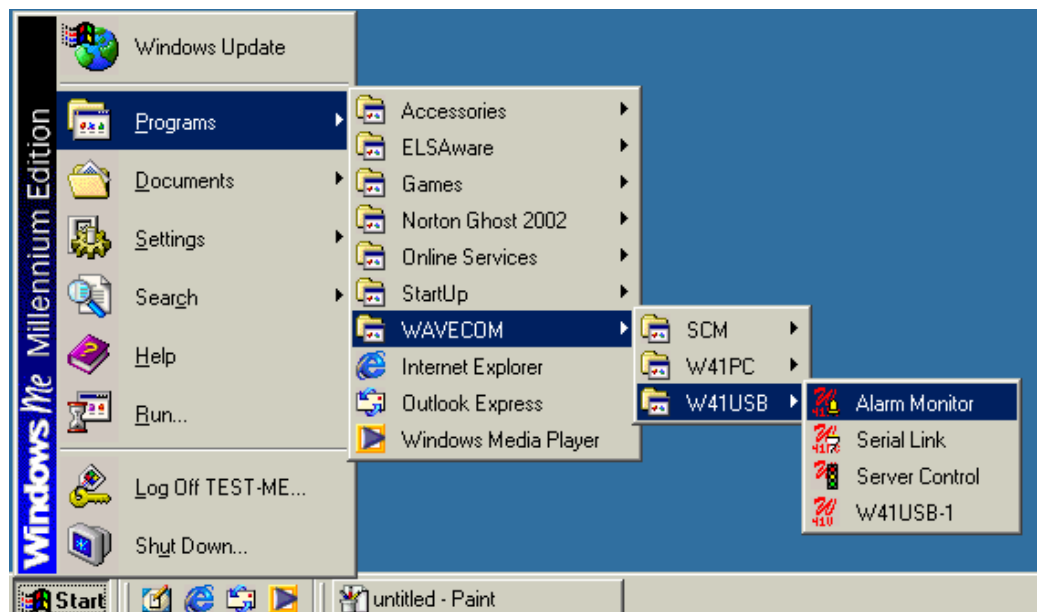 Windows Me Millennium Edition
Windows Update
Programs
Documents
Settings
Search
Help
Run...
Log Off TEST-ME...
Shut Down...
Accessories
ELSAware
Games
Norton Ghost 2002
Online Services
StartUp
WAVECOM
Internet Explorer
Outlook Express
Windows Media Player
SCM
W41PC
W41USB
Alarm Monitor
Serial Link
Server Control
W41USB-1
Start
untitled - Paint